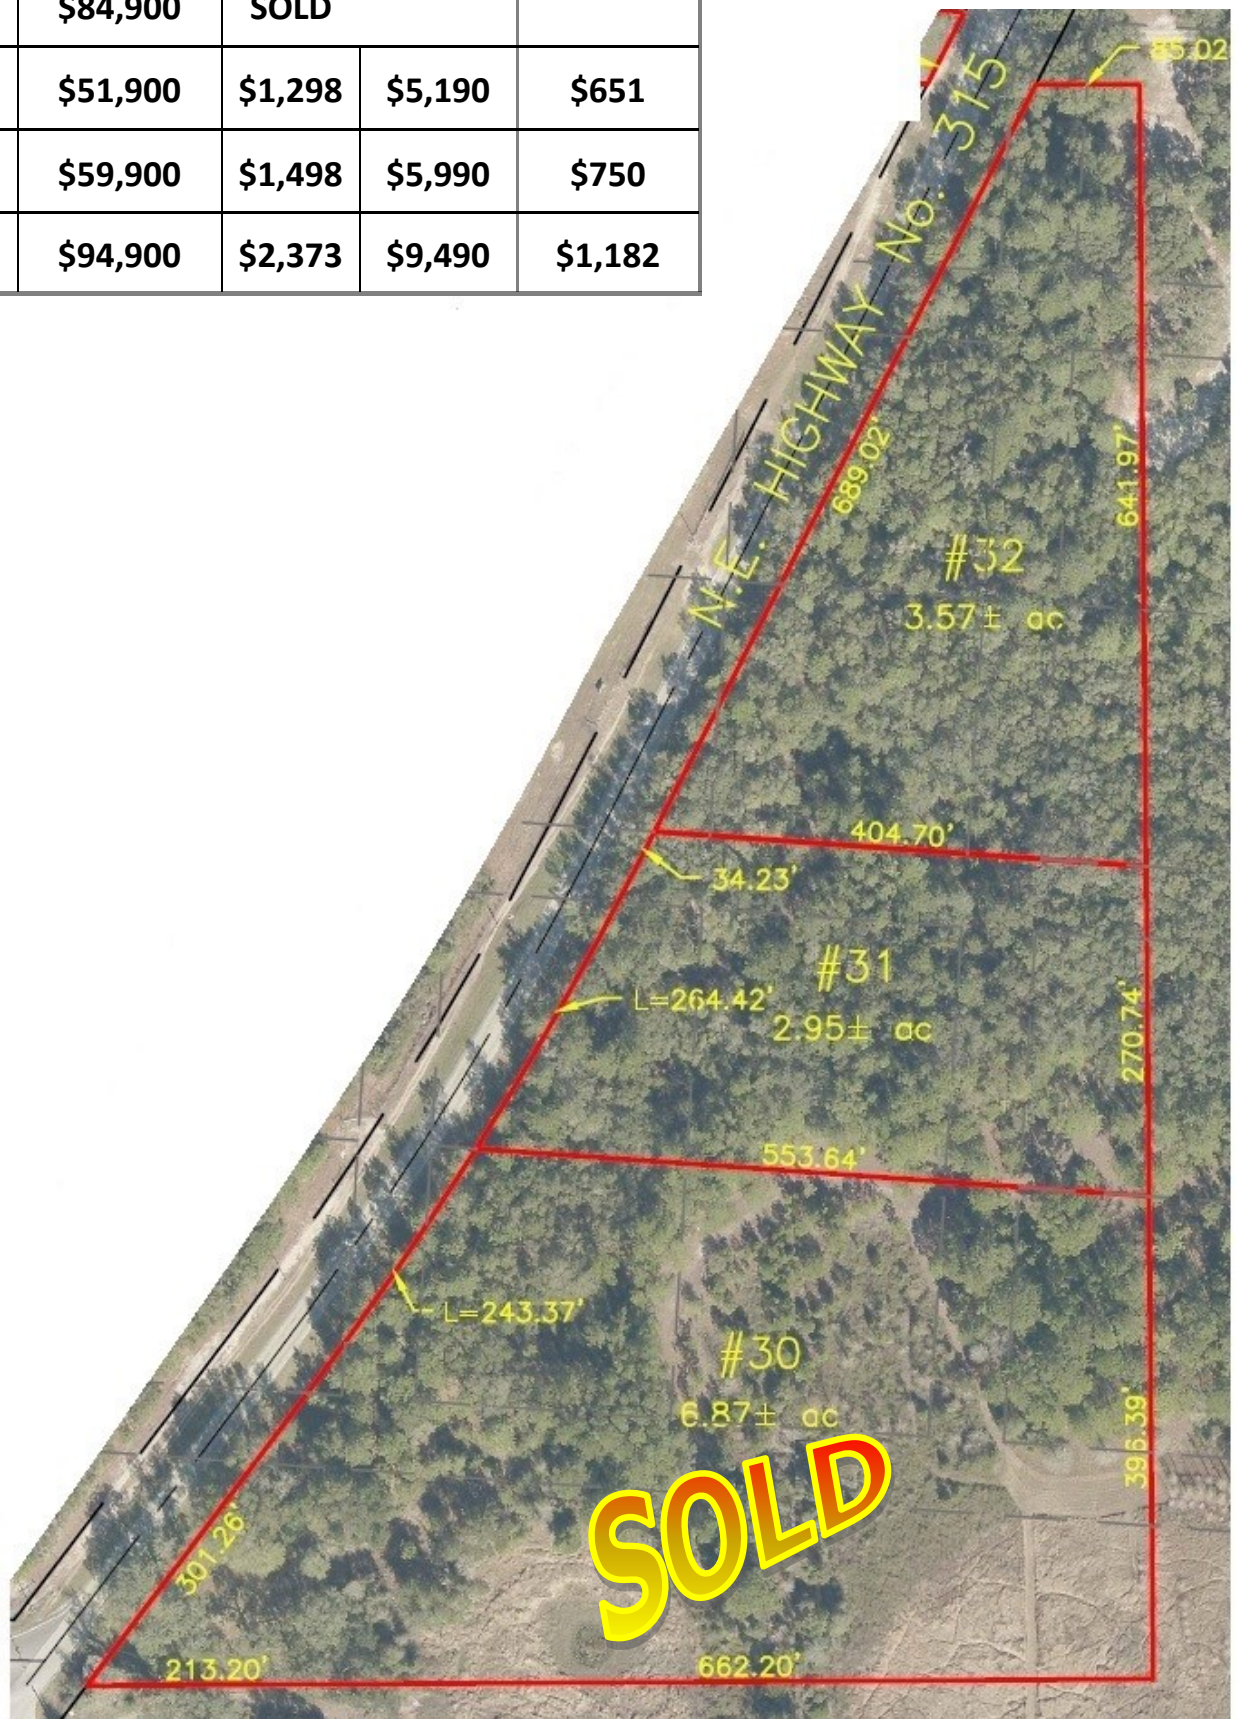 $84,900 SOLD
$51,900 $1,298 $5,190 $651
$59,900 $1,498 $5,990 $750
$94,900 $2,373 $9,490 $1,182
85.02
N.E. HIGHWAY No. 315
689.02'
641.97'
#32
3.57± ac
404.70'
34.23'
#31
L=264.42'
2.95± ac
270.74'
553.64'
L=243.37'
#30
6.87± ac
396.39'
SOLD
301.26'
213.20'
662.20'